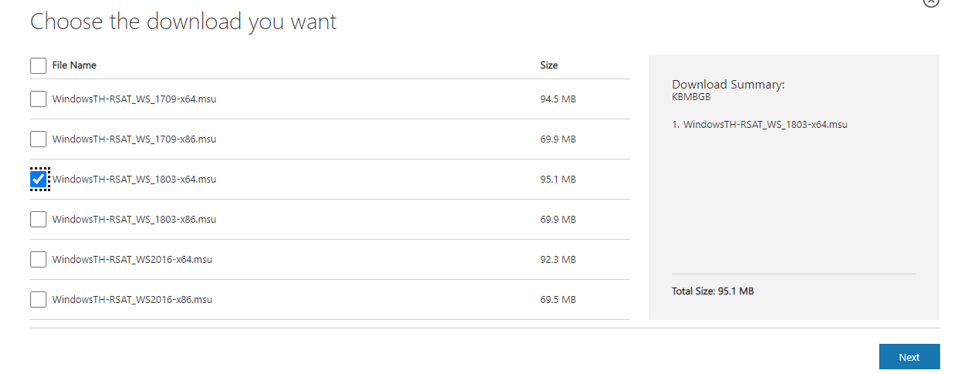 Choose the download you want
File Name Size
WindowsTH-RSAT_WS_1709-x64.msu 94.5 MB
WindowsTH-RSAT_WS_1709-x86.msu 69.9 MB
WindowsTH-RSAT_WS_1803-x64.msu 95.1 MB
WindowsTH-RSAT_WS_1803-x86.msu 69.9 MB
WindowsTH-RSAT_WS2016-x64.msu 92.3 MB
WindowsTH-RSAT_WS2016-x86.msu 69.5 MB
Download Summary:
KBMBGB
1. WindowsTH-RSAT_WS_1803-x64.msu
Total Size: 95.1 MB
Next